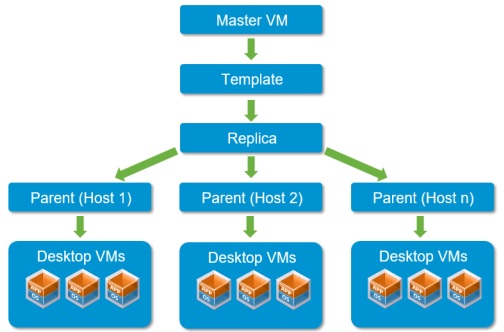 Master VM
Template
Replica
Parent (Host 1)
Parent (Host 2)
Parent (Host n)
Desktop VMs
Desktop VMs
Desktop VMs
APP APP APP
OS OS OS
APP APP APP
OS OS OS
APP APP APP
OS OS OS